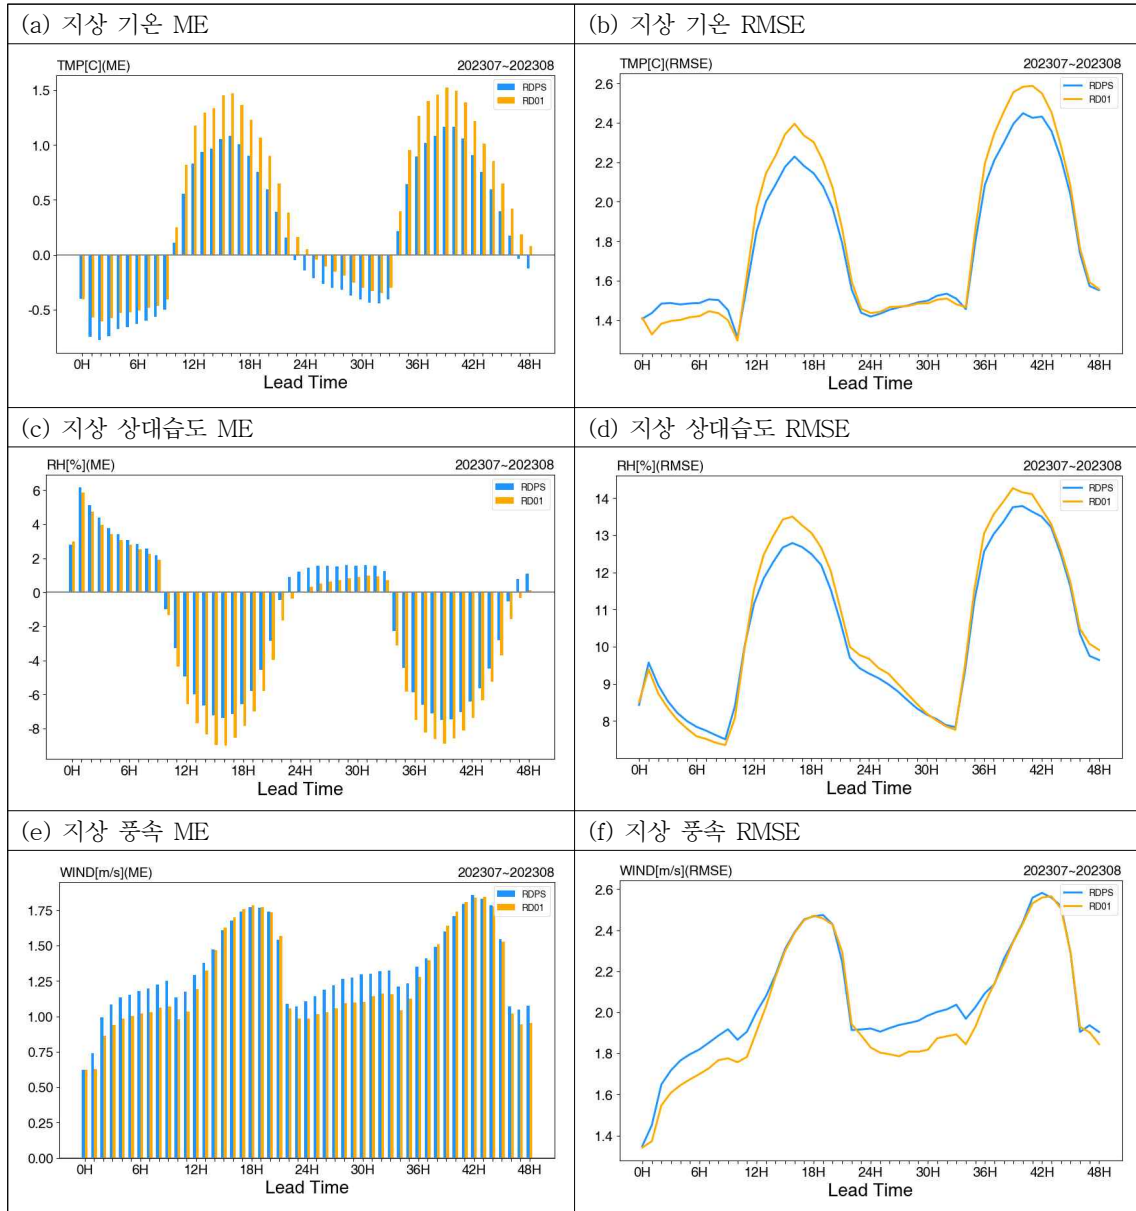 (a) 지상 기온 ME
TMP[C](ME) 202307~202308
RDPS
RD01
1.5
1.0
0.5
0.0
-0.5
0H 6H 12H 18H 24H 30H 36H 42H 48H
Lead Time
(b) 지상 기온 RMSE
TMP[C](RMSE) 202307~202308
RDPS
RD01
2.6
2.4
2.2
2.0
1.8
1.6
1.4
0H 6H 12H 18H 24H 30H 36H 42H 48H
Lead Time
(c) 지상 상대습도 ME
RH[%](ME) 202307~202308
RDPS
RD01
6
4
2
0
-2
-4
-6
-8
0H 6H 12H 18H 24H 30H 36H 42H 48H
Lead Time
(d) 지상 상대습도 RMSE
RH[%](RMSE) 202307~202308
RDPS
RD01
14
13
12
11
10
9
8
0H 6H 12H 18H 24H 30H 36H 42H 48H
Lead Time
(e) 지상 풍속 ME
WIND[m/s](ME) 202307~202308
RDPS
RD01
1.75
1.50
1.25
1.00
0.75
0.50
0.25
0.00
0H 6H 12H 18H 24H 30H 36H 42H 48H
Lead Time
(f) 지상 풍속 RMSE
WIND[m/s](RMSE) 202307~202308
RDPS
RD01
2.6
2.4
2.2
2.0
1.8
1.6
1.4
0H 6H 12H 18H 24H 30H 36H 42H 48H
Lead Time